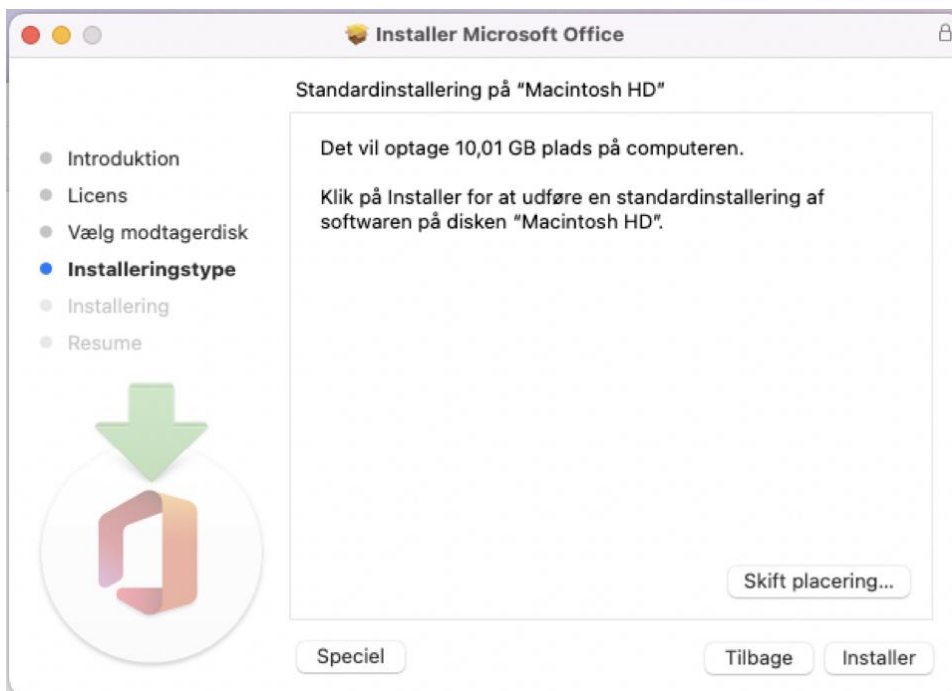 Installer Microsoft Office
Standardinstallering på “Macintosh HD”
Introduktion
Licens
Vælg modtagerdisk
Installeringstype
Installering
Resume
Det vil optage 10,01 GB plads på computeren.
Klik på Installer for at udføre en standardinstallering af
softwaren på disken “Macintosh HD”.
Skift placering...
Speciel
Tilbage
Installer